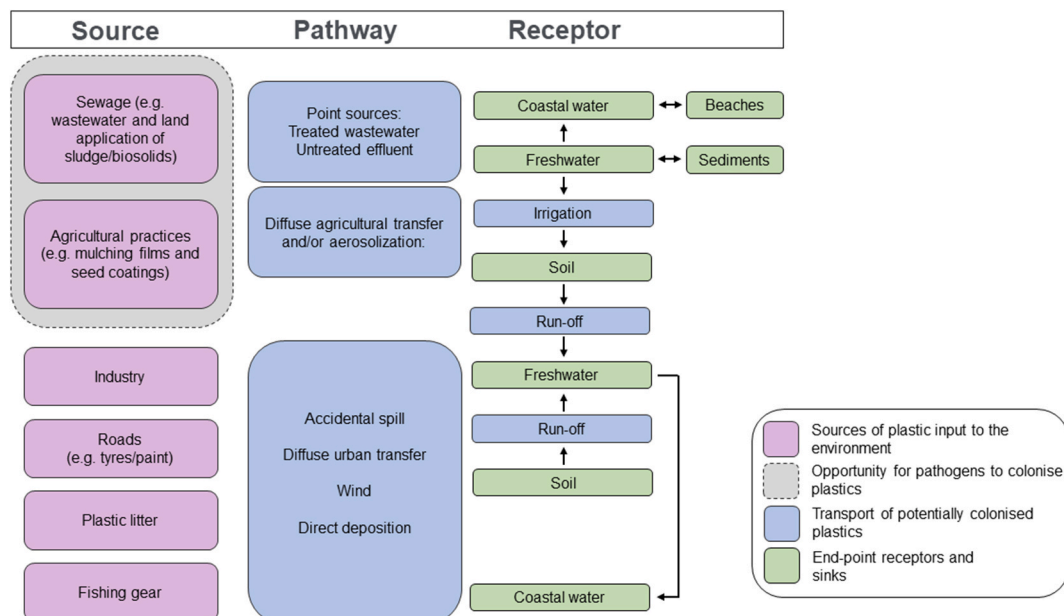 Source
Pathway
Receptor
Sewage (e.g.
wastewater and land
application of
sludge/biosolids)
Agricultural practices
(e.g. mulching films and
seed coatings)
Industry
Roads
(e.g. tyres/paint)
Plastic litter
Fishing gear
Point sources:
Treated wastewater
Untreated effluent
Diffuse agricultural transfer
and/or aerosolization:
Accidental spill
Diffuse urban transfer
Wind
Direct deposition
Coastal water
Beaches
Freshwater
Sediments
Irrigation
Soil
Run-off
Freshwater
Run-off
Soil
Coastal water
Sources of plastic input to the
environment
Opportunity for pathogens to colonise
plastics
Transport of potentially colonised
plastics
End-point receptors and
sinks